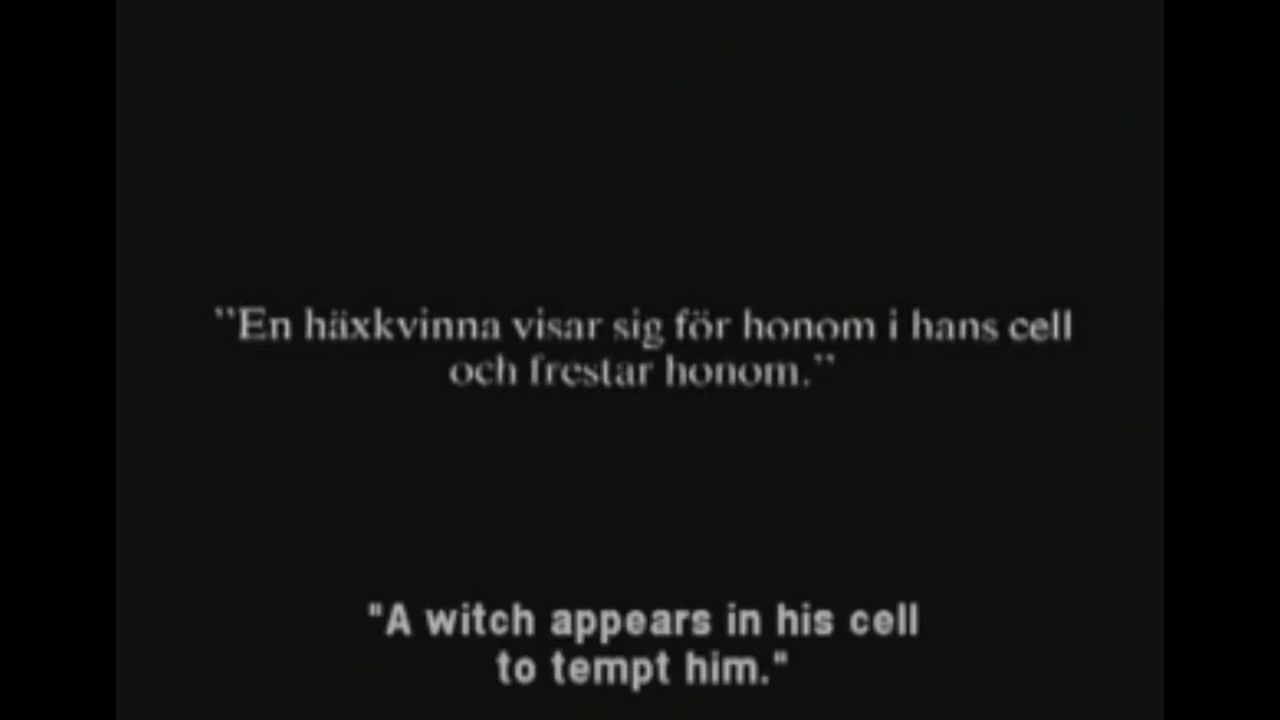 ”En häxkvinna visar sig för honom i hans cell
och frestar honom.”
"A witch appears in his cell
to tempt him."